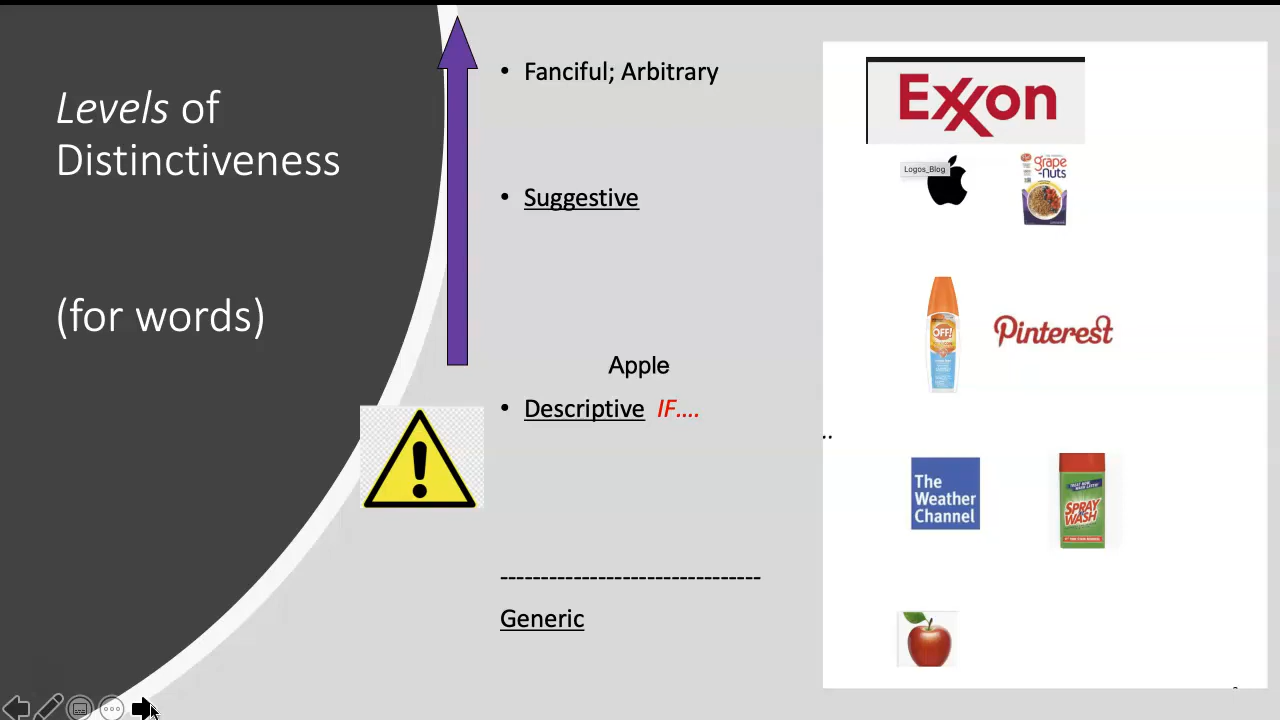 Levels of
Distinctiveness
(for words)
• Fanciful; Arbitrary
• Suggestive
Apple
• Descriptive IF....
------------------------------
Generic
Exxon
Logos_Blog
grape
-nuts
OFF!
Pinterest
..
The
Weather
Channel
SPRAY
WASH